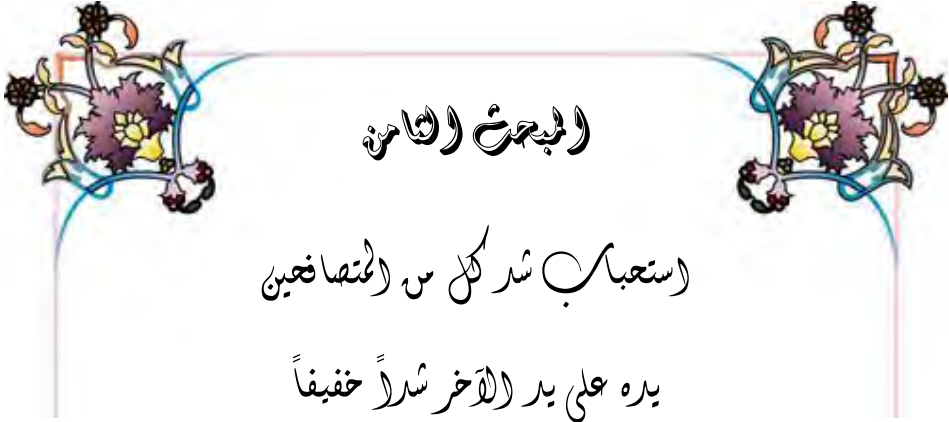 المبحث الثامن
استحباب شد كل من المتصافحين
يده على يد الآخر شداً خفيفاً